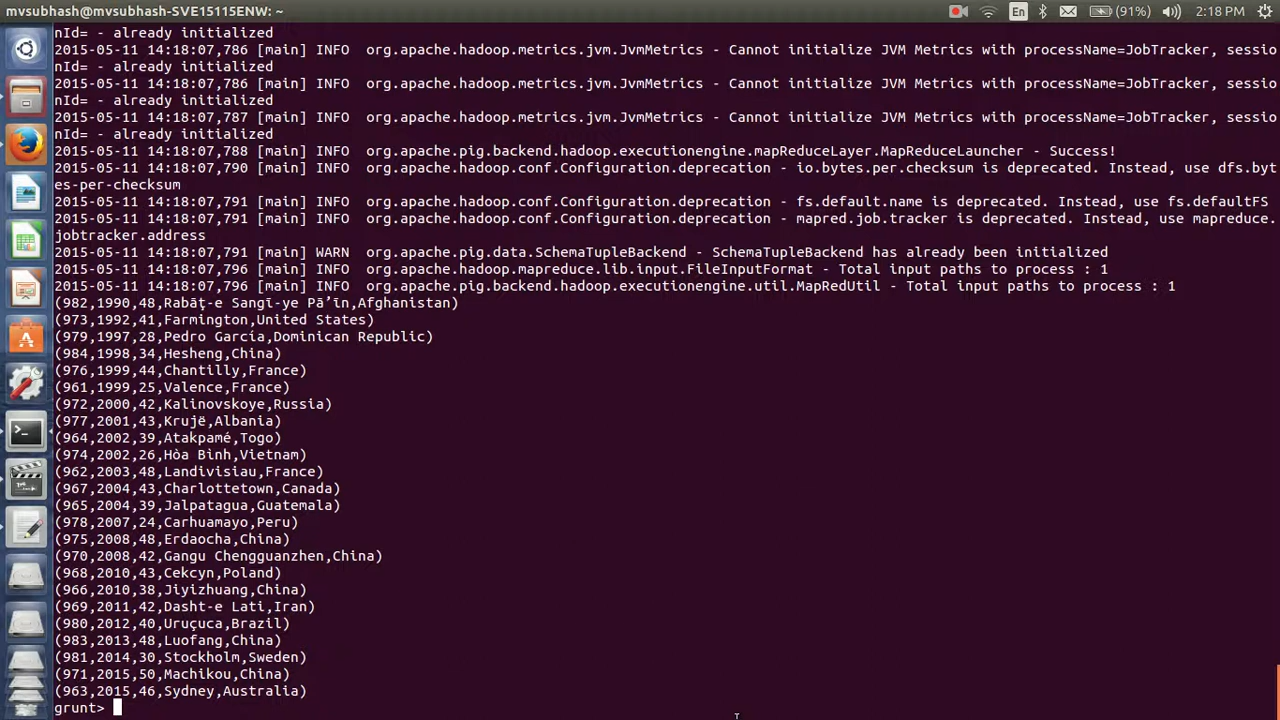 mvsubhash@mvsubhash-SVE15115ENW: ~ En (91%) 2:18 PM
nId= - already initialized
2015-05-11 14:18:07,786 [main] INFO  org.apache.hadoop.metrics.jvm.JvmMetrics - Cannot initialize JVM Metrics with processName=JobTracker, sessio
nId= - already initialized
2015-05-11 14:18:07,786 [main] INFO  org.apache.hadoop.metrics.jvm.JvmMetrics - Cannot initialize JVM Metrics with processName=JobTracker, sessio
nId= - already initialized
2015-05-11 14:18:07,787 [main] INFO  org.apache.hadoop.metrics.jvm.JvmMetrics - Cannot initialize JVM Metrics with processName=JobTracker, sessio
nId= - already initialized
2015-05-11 14:18:07,788 [main] INFO  org.apache.pig.backend.hadoop.executionengine.mapReduceLayer.MapReduceLauncher - Success!
2015-05-11 14:18:07,790 [main] INFO  org.apache.hadoop.conf.Configuration.deprecation - io.bytes.per.checksum is deprecated. Instead, use dfs.byt
es-per-checksum
2015-05-11 14:18:07,791 [main] INFO  org.apache.hadoop.conf.Configuration.deprecation - fs.default.name is deprecated. Instead, use fs.defaultFS
2015-05-11 14:18:07,791 [main] INFO  org.apache.hadoop.conf.Configuration.deprecation - mapred.job.tracker is deprecated. Instead, use mapreduce.
jobtracker.address
2015-05-11 14:18:07,791 [main] WARN  org.apache.pig.data.SchemaTupleBackend - SchemaTupleBackend has already been initialized
2015-05-11 14:18:07,796 [main] INFO  org.apache.hadoop.mapreduce.lib.input.FileInputFormat - Total input paths to process : 1
2015-05-11 14:18:07,796 [main] INFO  org.apache.pig.backend.hadoop.executionengine.util.MapRedUtil - Total input paths to process : 1
(982,1990,48,Rabāţ-e Sangī-ye Pā’īn,Afghanistan)
(973,1992,41,Farmington,United States)
(979,1997,28,Pedro García,Dominican Republic)
(984,1998,34,Hesheng,China)
(976,1999,44,Chantilly,France)
(961,1999,25,Valence,France)
(972,2000,42,Kalinovskoye,Russia)
(977,2001,43,Krujë,Albania)
(964,2002,39,Atakpamé,Togo)
(974,2002,26,Hòa Bình,Vietnam)
(962,2003,48,Landivisiau,France)
(967,2004,43,Charlottetown,Canada)
(965,2004,39,Jalpatagua,Guatemala)
(978,2007,24,Carhuamayo,Peru)
(975,2008,48,Erdaocha,China)
(970,2008,42,Gangu Chengguanzhen,China)
(968,2010,43,Cekcyn,Poland)
(966,2010,38,Jiyizhuang,China)
(969,2011,42,Dasht-e Lati,Iran)
(980,2012,40,Uruçuca,Brazil)
(983,2013,48,Luofang,China)
(981,2014,30,Stockholm,Sweden)
(971,2015,50,Machikou,China)
(963,2015,46,Sydney,Australia)
grunt>